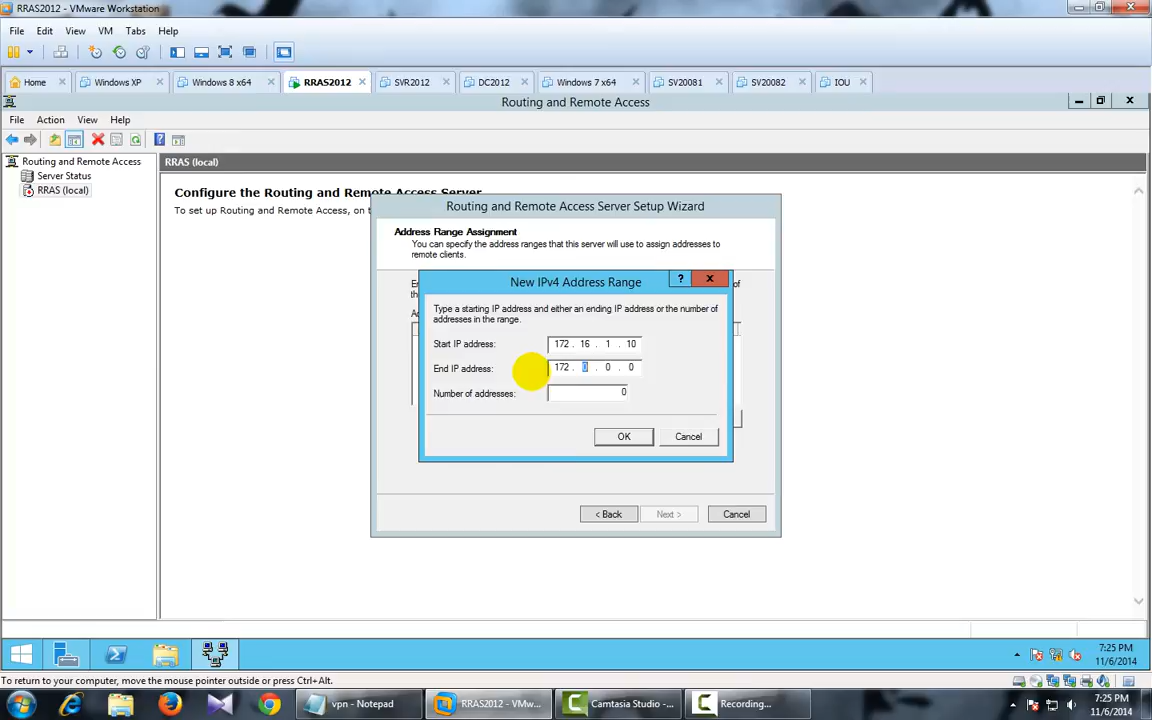 RRAS2012 - VMware Workstation
File Edit View VM Tabs Help
Home Windows XP Windows 8 x64 RRAS2012 SVR2012 DC2012 Windows 7 x64 SV20081 SV20082 IOU
Routing and Remote Access
File Action View Help
Routing and Remote Access
Server Status
RRAS (local)
RRAS (local)
Configure the Routing and Remote Access Server
To set up Routing and Remote Access, on t
Routing and Remote Access Server Setup Wizard
Address Range Assignment
You can specify the address ranges that this server will use to assign addresses to
remote clients.
New IPv4 Address Range
Type a starting IP address and either an ending IP address or the number of
addresses in the range.
Start IP address: 172 . 16 . 1 . 10
End IP address: 172 . 0 . 0 . 0
Number of addresses: 0
OK Cancel
< Back Next > Cancel
7:25 PM
11/6/2014
To return to your computer, move the mouse pointer outside or press Ctrl+Alt.
vpn - Notepad RRAS2012 - VMw... Camtasia Studio -... Recording...
7:25 PM
11/6/2014